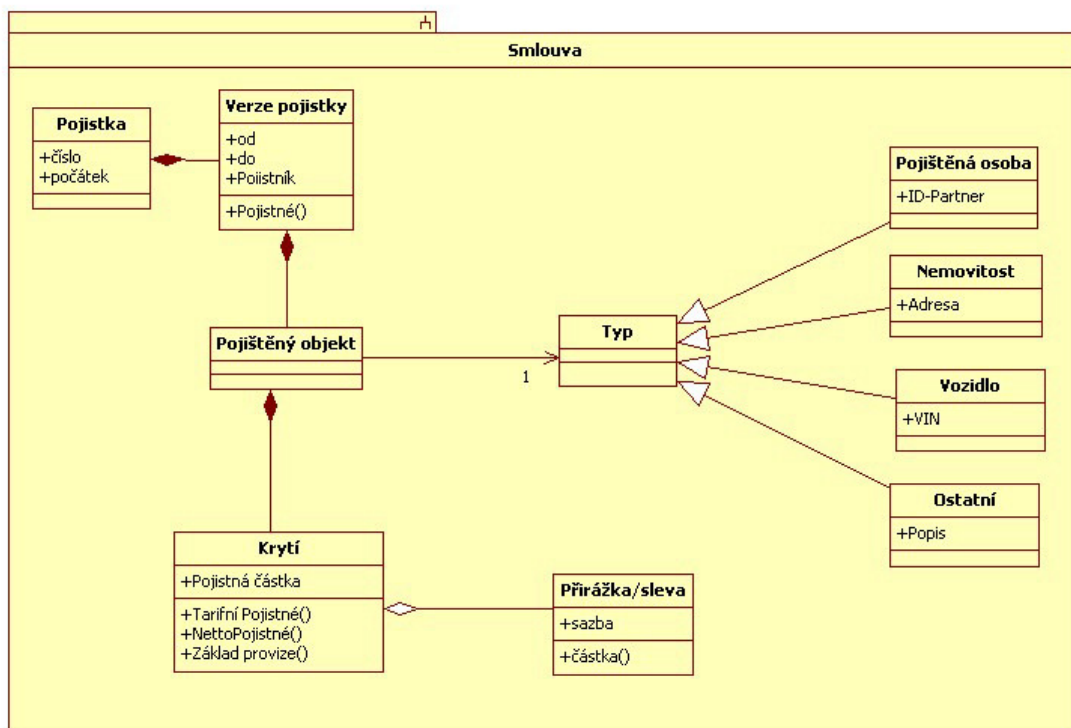 Smlouva
Pojistka
+číslo
+počátek
Verze pojistky
+od
+do
+Poiistník
+Pojistné()
Pojištěný objekt
1
Typ
Pojištěná osoba
+ID-Partner
Nemovitost
+Adresa
Vozidlo
+VIN
Ostatní
+Popis
Krytí
+Pojistná částka
+Tarifní Pojistné()
+NettoPojistné()
+Základ provize()
Přirážka/sleva
+sazba
+částka()